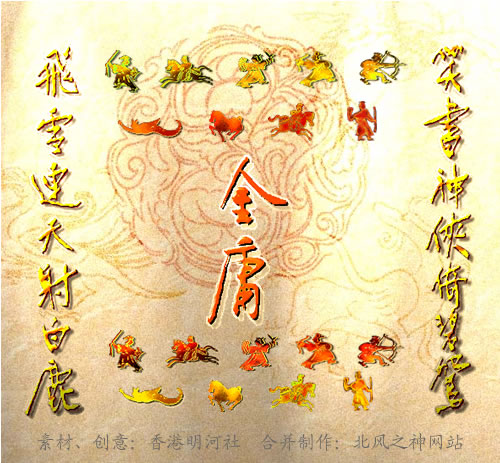 飛雪連天射白鹿
笑書神俠倚碧鴛
金庸
素材、创意：香港明河社 合并制作：北风之神网站